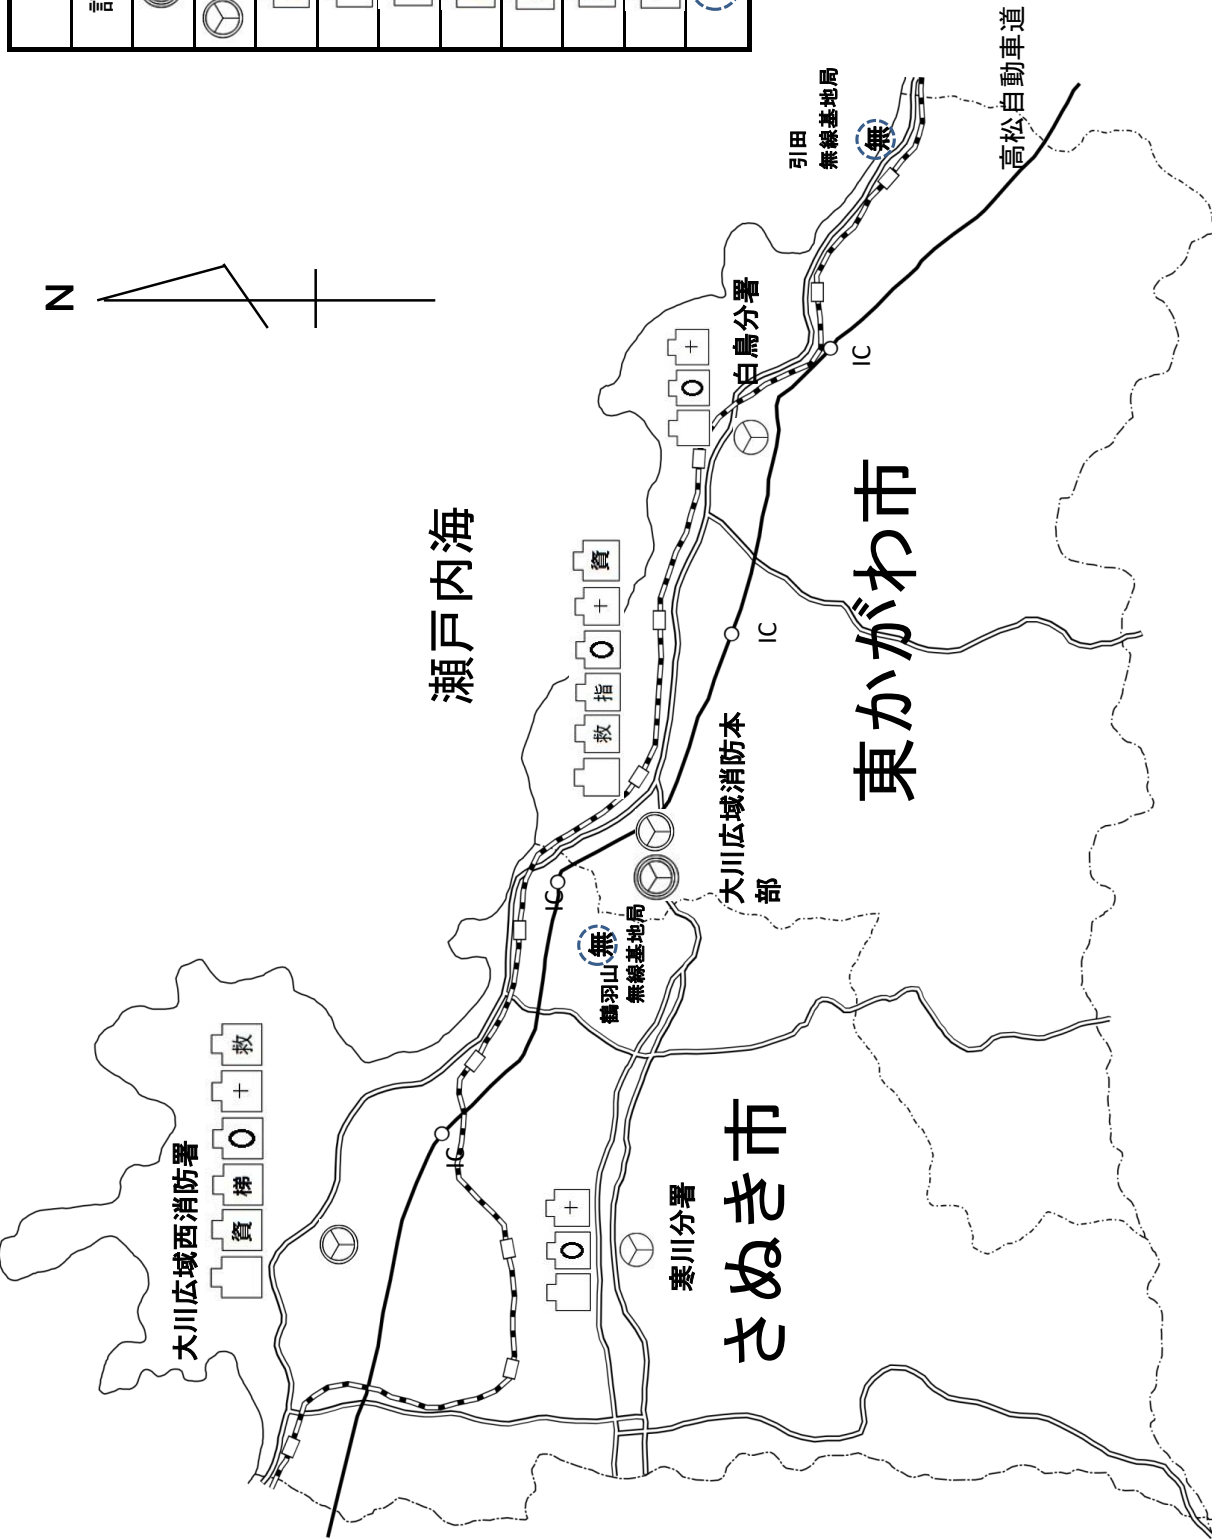 N
瀬戸内海
引田
無線基地局
無
高松自動車道
＋
O
白鳥分署
IC
資
＋
O
指
救
IC
東かがわ市
大川広域消防本
部
IC
無
鶴羽山
無線基地局
救
＋
O
梯
資
大川広域西消防署
IC
＋
O
寒川分署
さぬき市